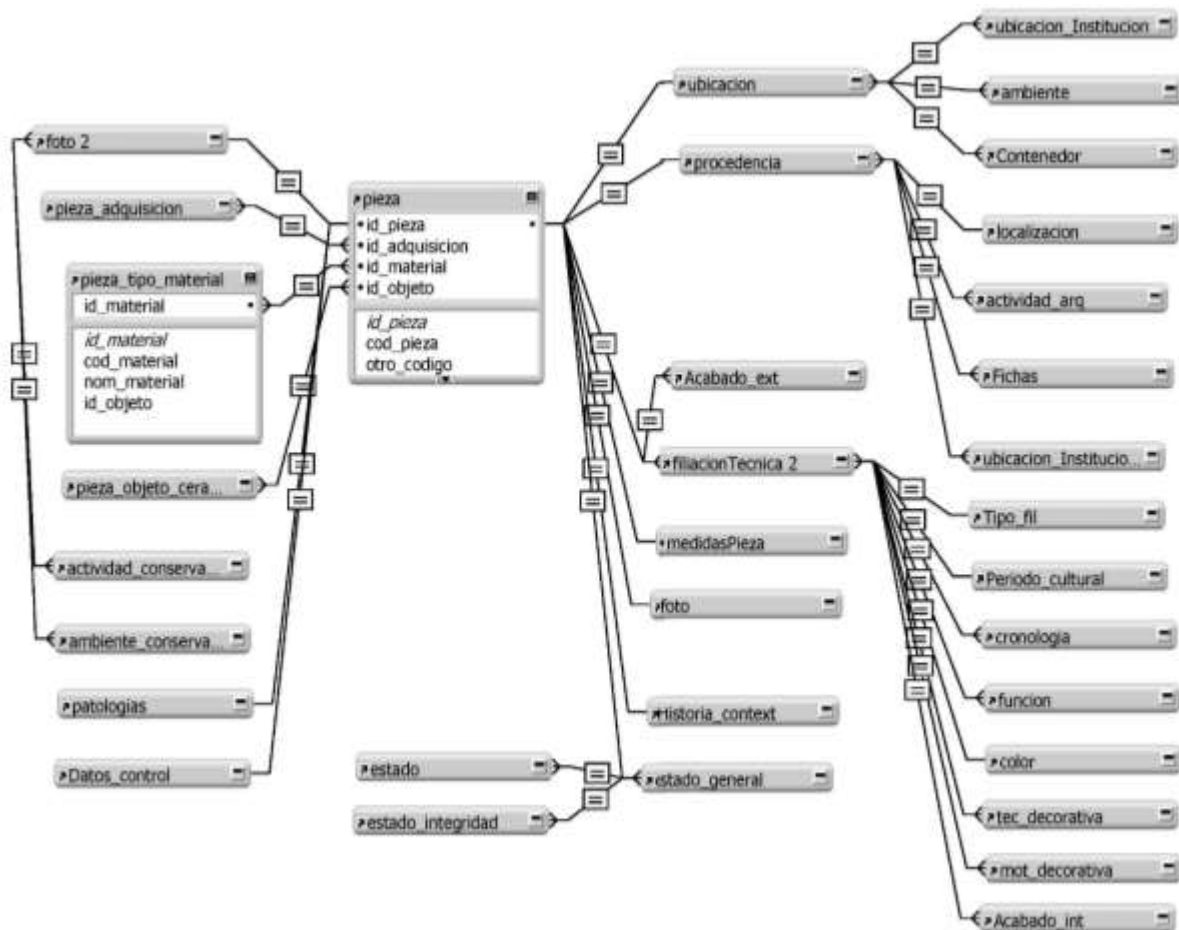 foto 2
pieza_adquisicion
pieza_tipo_material
id_material
id_material
cod_material
nom_material
id_objeto
pieza_objeto_cera...
actividad_conserva...
ambiente_conserva...
patologias
Datos_control
pieza
id_pieza
id_adquisicion
id_material
id_objeto
id_pieza
cod_pieza
otro_codigo
estado
estado_integridad
ubicacion
procedencia
Acabado_ext
filiacionTecnica 2
medidasPieza
foto
Historia_context
estado_general
ubicacion_Institucion
ambiente
Contenedor
localizacion
actividad_arq
Fichas
ubicacion_Institucio...
Tipo_fil
Periodo_cultural
cronologia
funcion
color
tec_decorativa
mot_decorativa
Acabado_int